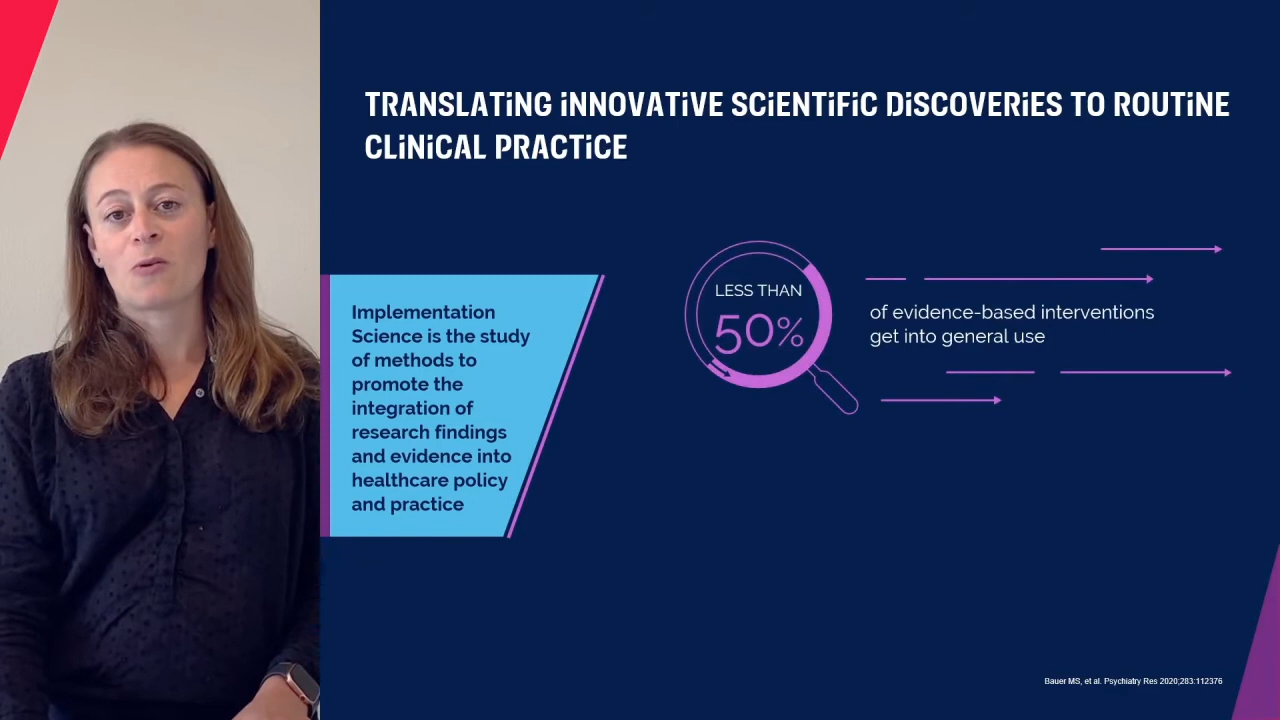 TRANSLATiNG iNNOVATiVE SCiENTiFiC DiSCOVERiES TO ROUTiNE
CLiNiCAL PRACTiCE
Implementation
Science is the study
of methods to
promote the
integration of
research findings
and evidence into
healthcare policy
and practice
LESS THAN
50%
of evidence-based interventions
get into general use
Bauer MS, et al. Psychiatry Res 2020;283:112376